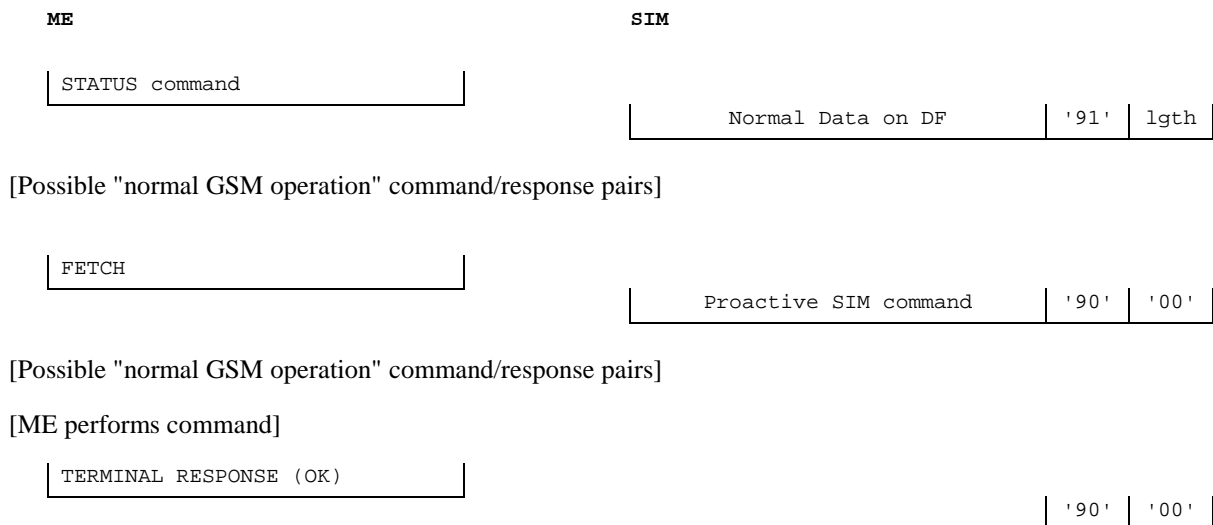 ME SIM
STATUS command
Normal Data on DF '91' lgth
[Possible "normal GSM operation" command/response pairs]
FETCH
Proactive SIM command '90' '00'
[Possible "normal GSM operation" command/response pairs]
[ME performs command]
TERMINAL RESPONSE (OK)
'90' '00'